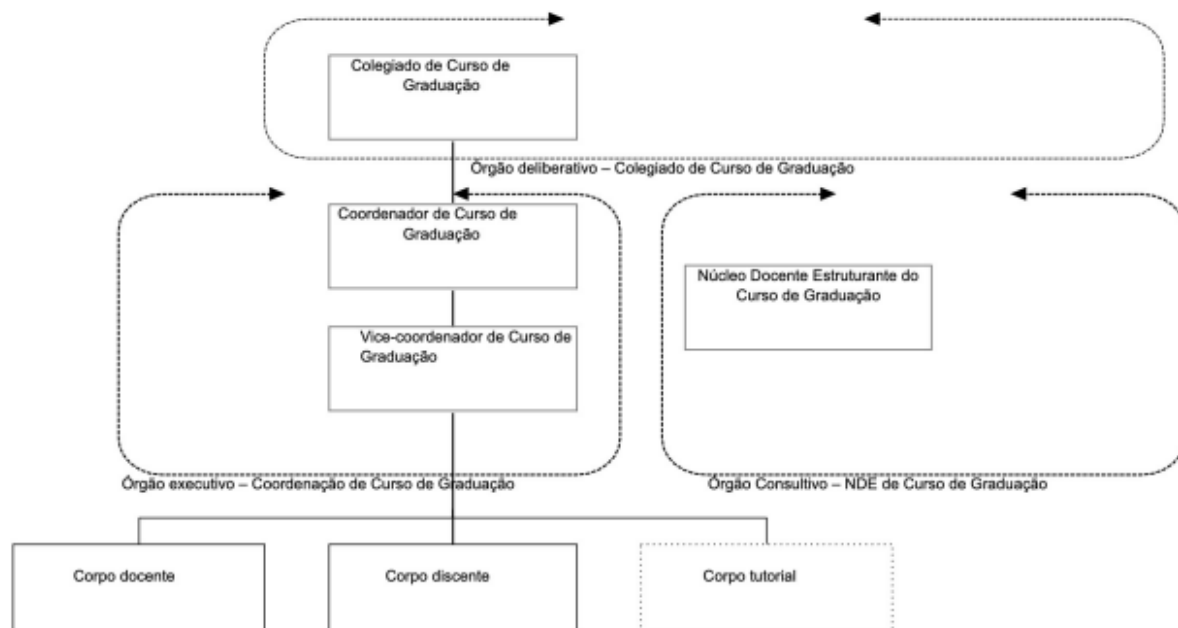 Colegiado de Curso de
Graduação
Órgão deliberativo – Colegiado de Curso de Graduação
Coordenador de Curso de
Graduação
Vice-coordenador de Curso de
Graduação
Órgão executivo – Coordenação de Curso de Graduação
Núcleo Docente Estruturante do
Curso de Graduação
Órgão Consultivo – NDE de Curso de Graduação
Corpo docente
Corpo discente
Corpo tutorial